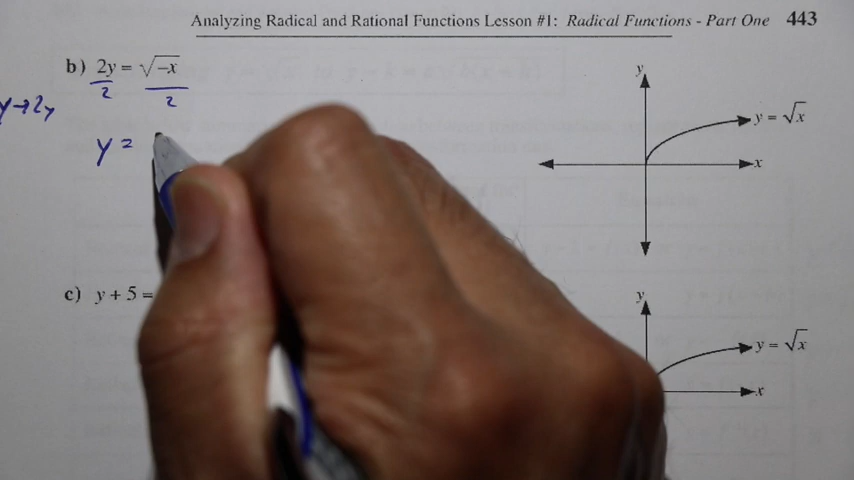 Analyzing Radical and Rational Functions Lesson #1: Radical Functions - Part One 443
b) 2y = √-x
2 2
y→2y
y =
y
y = √x
x
c) y + 5 =
y
y = √x
x